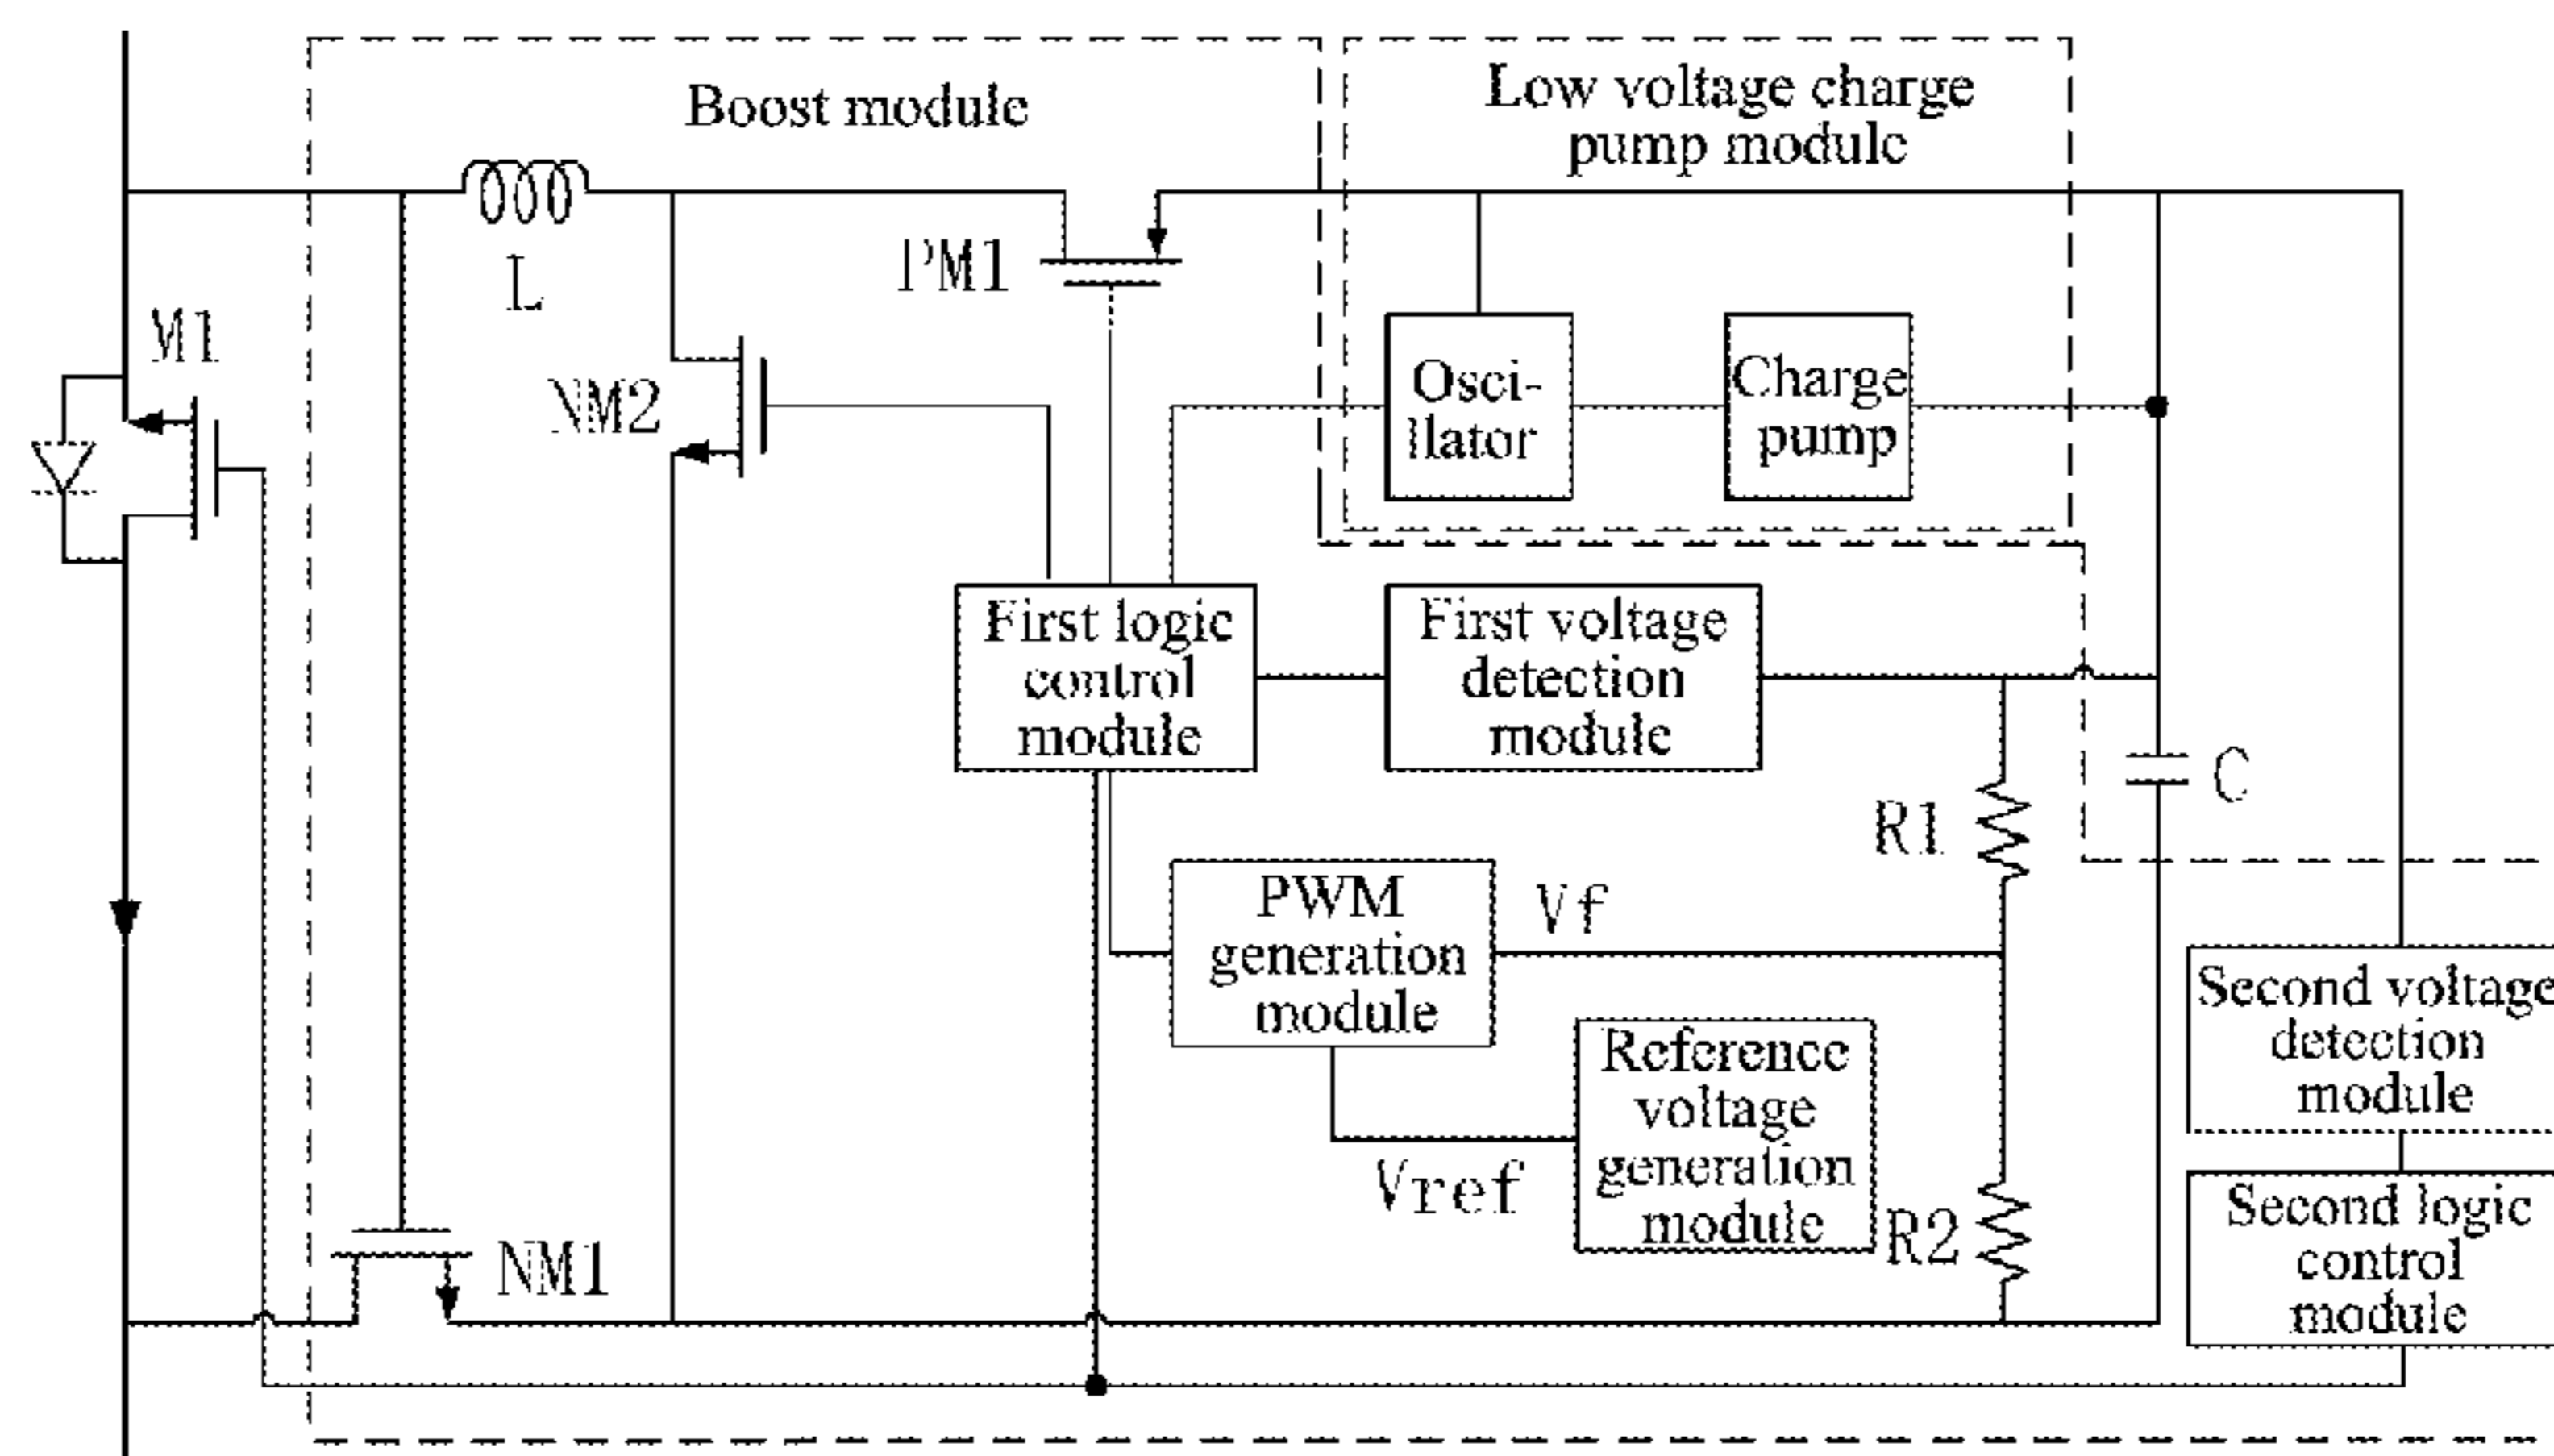 Boost module
Low voltage charge
pump module
L
PM1
M1
NM2
Osci-
llator
Charge
pump
First logic
control
module
First voltage
detection
module
C
R1
PWM
generation
module
Vf
Second voltage
detection
module
Reference
voltage
generation
module
Vref
R2
Second logic
control
module
NM1